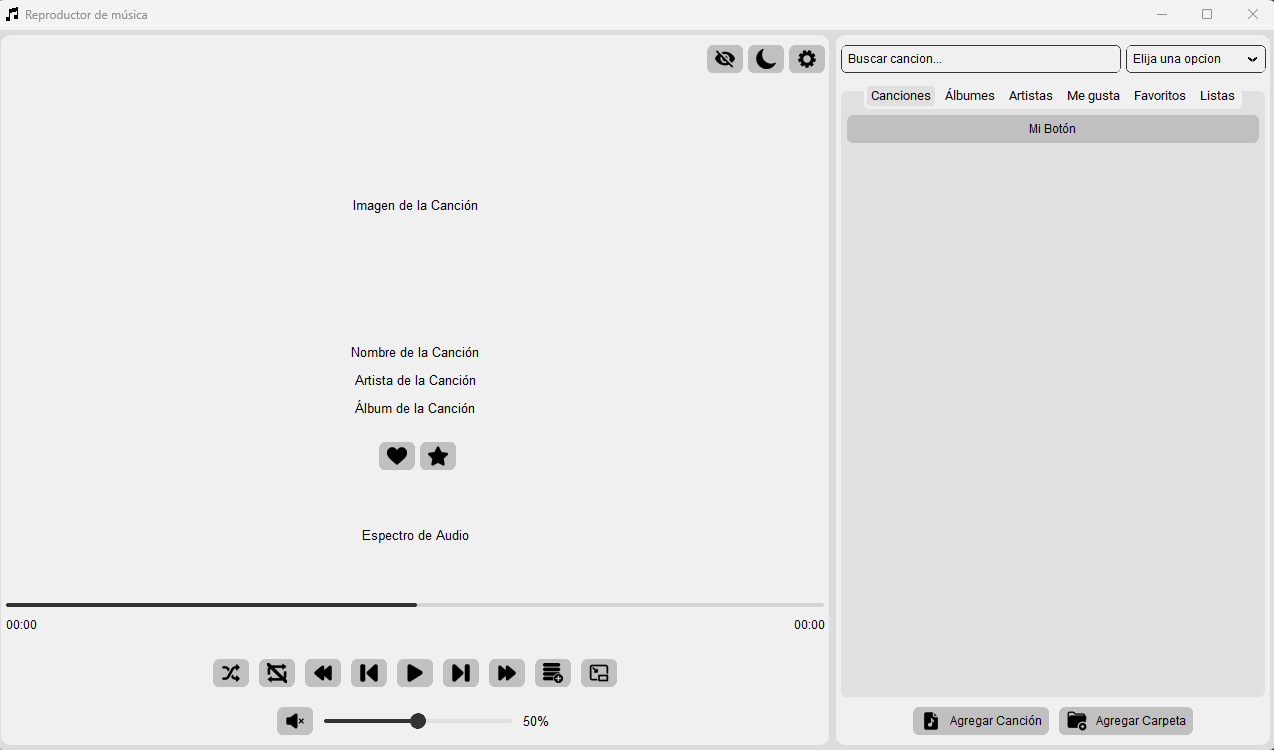 Reproductor de música
Buscar cancion...
Elija una opcion
Canciones Álbumes Artistas Me gusta Favoritos Listas
Mi Botón
Imagen de la Canción
Nombre de la Canción
Artista de la Canción
Álbum de la Canción
Espectro de Audio
00:00
00:00
50%
Agregar Canción
Agregar Carpeta